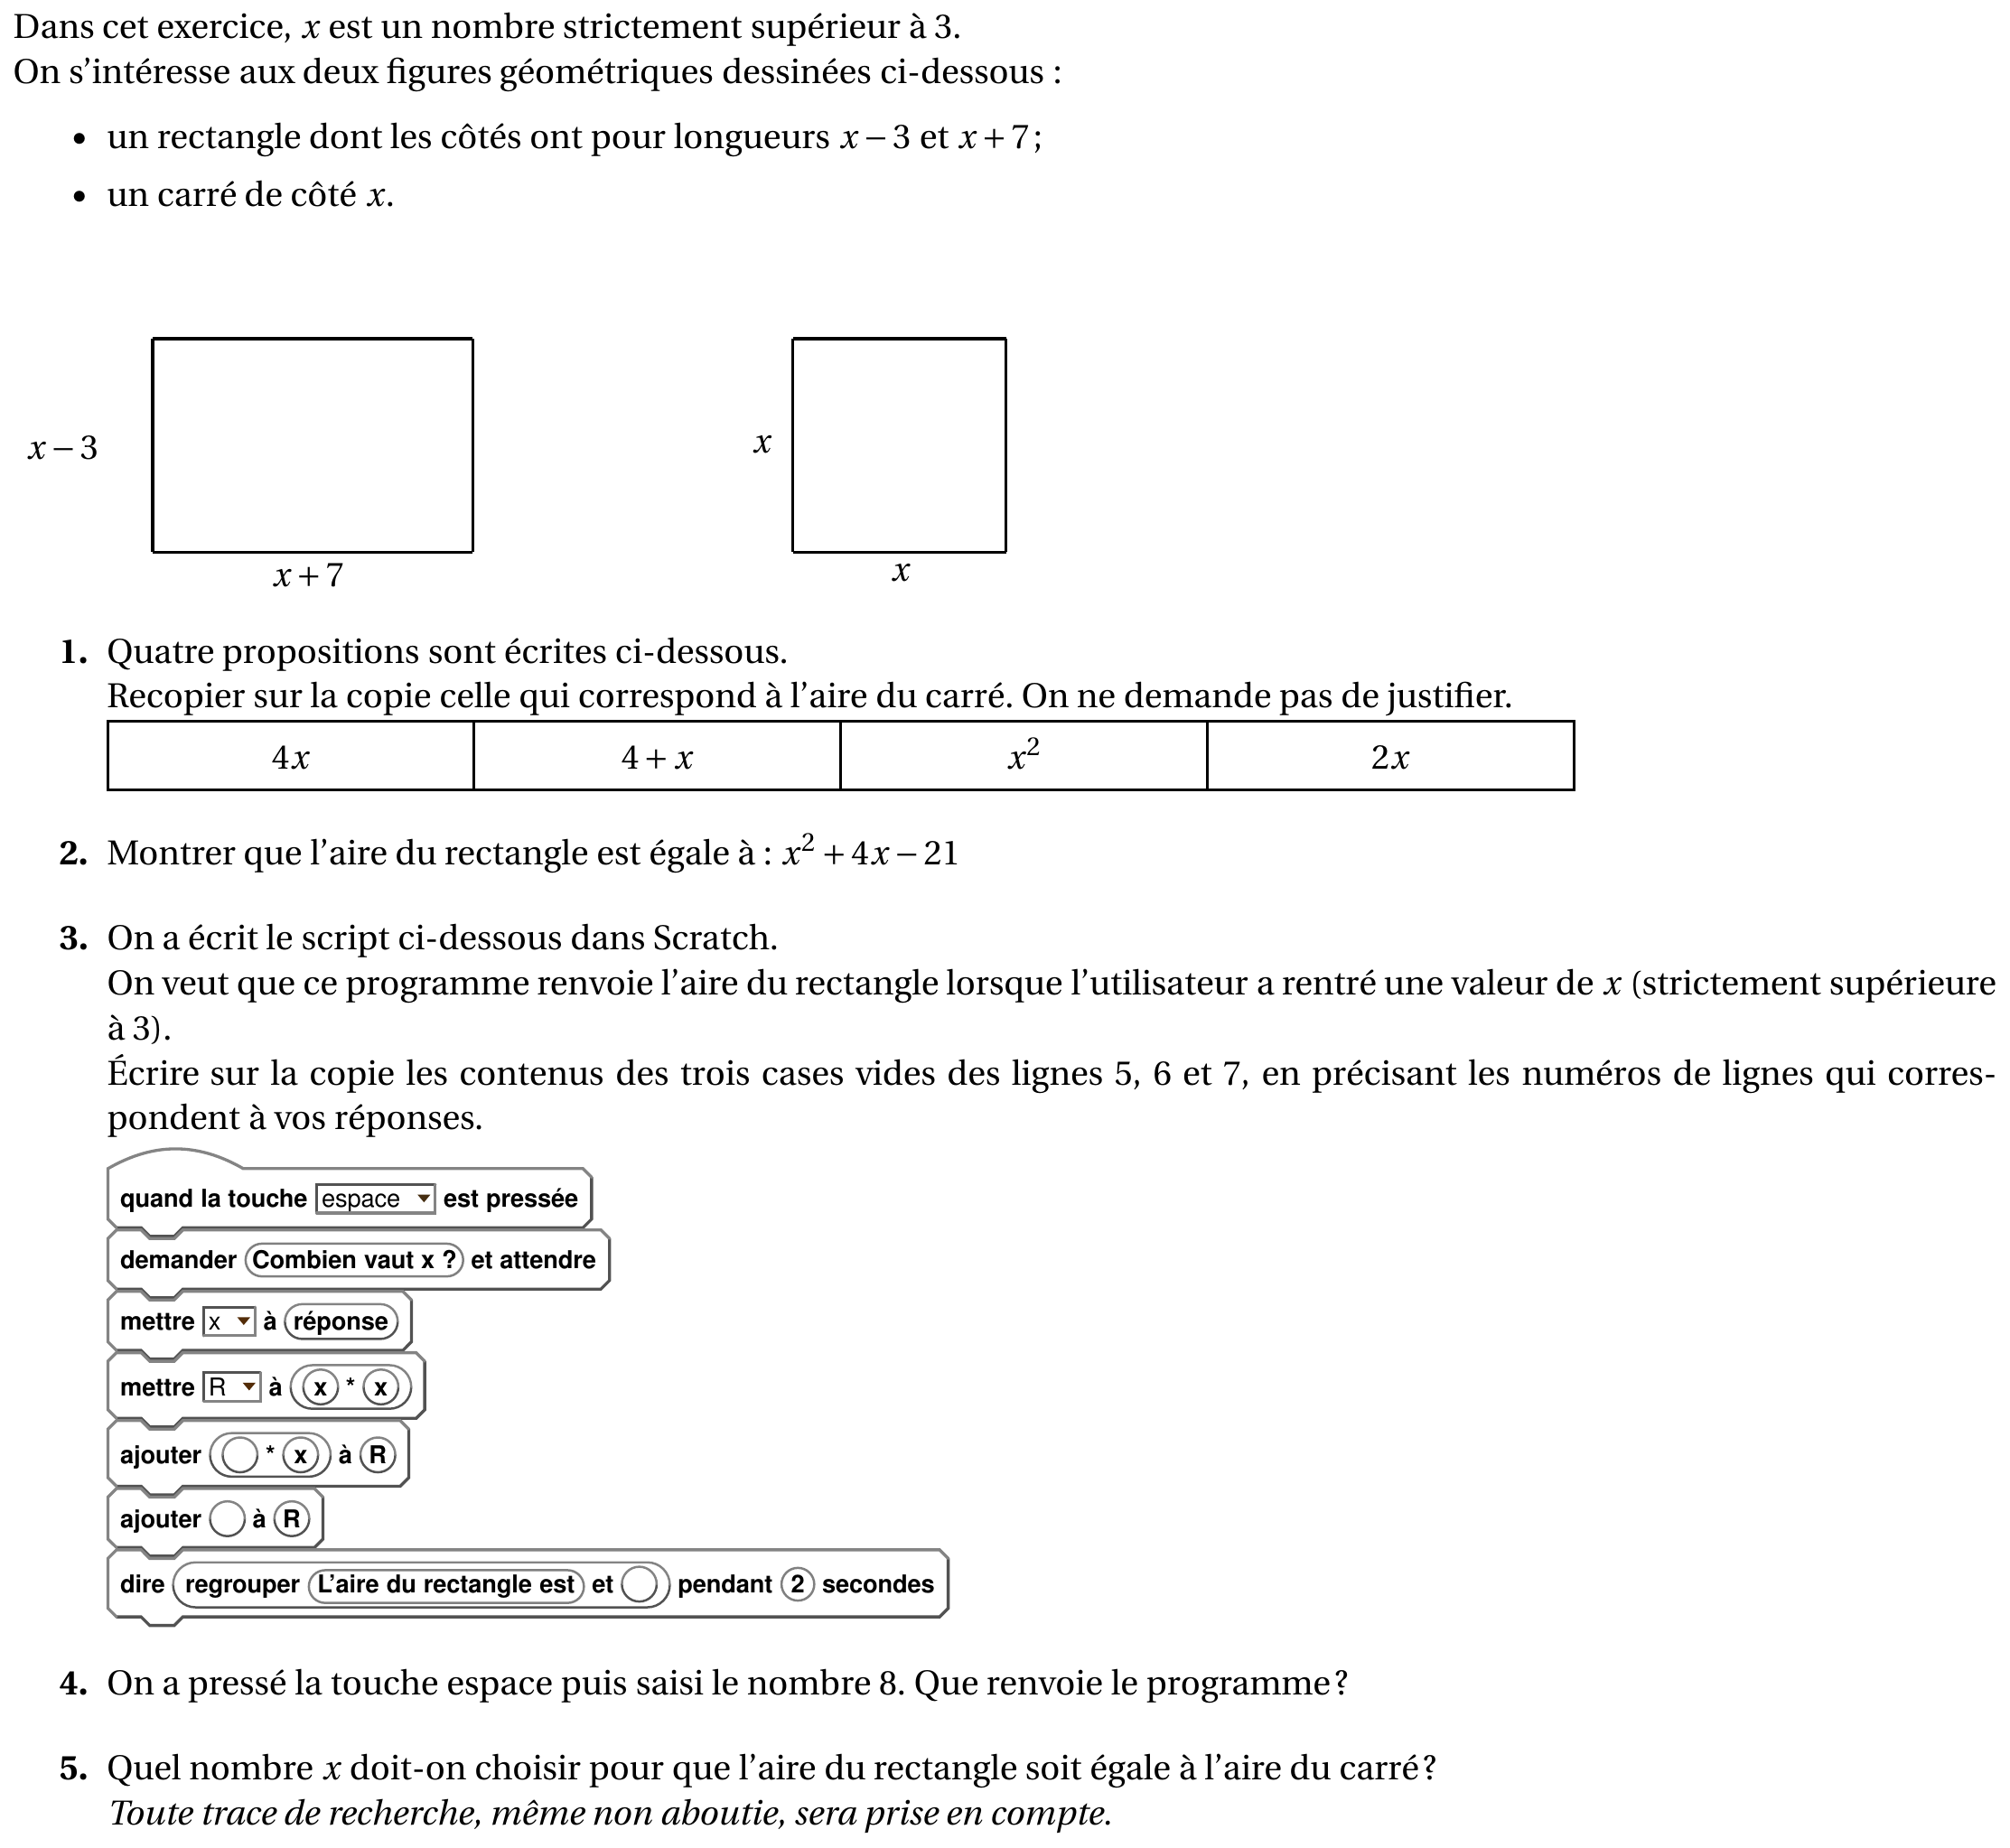 Dans cet exercice, x est un nombre strictement supérieur à 3.
On s'intéresse aux deux figures géométriques dessinées ci-dessous :
• un rectangle dont les côtés ont pour longueurs x − 3 et x + 7;
• un carré de côté x.
x − 3
x + 7
x
x
1. Quatre propositions sont écrites ci-dessous.
Recopier sur la copie celle qui correspond à l'aire du carré. On ne demande pas de justifier.
4x 4 + x x² 2x
2. Montrer que l'aire du rectangle est égale à : x² + 4x − 21
3. On a écrit le script ci-dessous dans Scratch.
On veut que ce programme renvoie l'aire du rectangle lorsque l'utilisateur a rentré une valeur de x (strictement supérieure
à 3).
Écrire sur la copie les contenus des trois cases vides des lignes 5, 6 et 7, en précisant les numéros de lignes qui corres-
pondent à vos réponses.
quand la touche espace est pressée
demander Combien vaut x ? et attendre
mettre x à réponse
mettre R à x * x
ajouter * x à R
ajouter à R
dire regrouper L'aire du rectangle est et pendant 2 secondes
4. On a pressé la touche espace puis saisi le nombre 8. Que renvoie le programme?
5. Quel nombre x doit-on choisir pour que l'aire du rectangle soit égale à l'aire du carré?
Toute trace de recherche, même non aboutie, sera prise en compte.